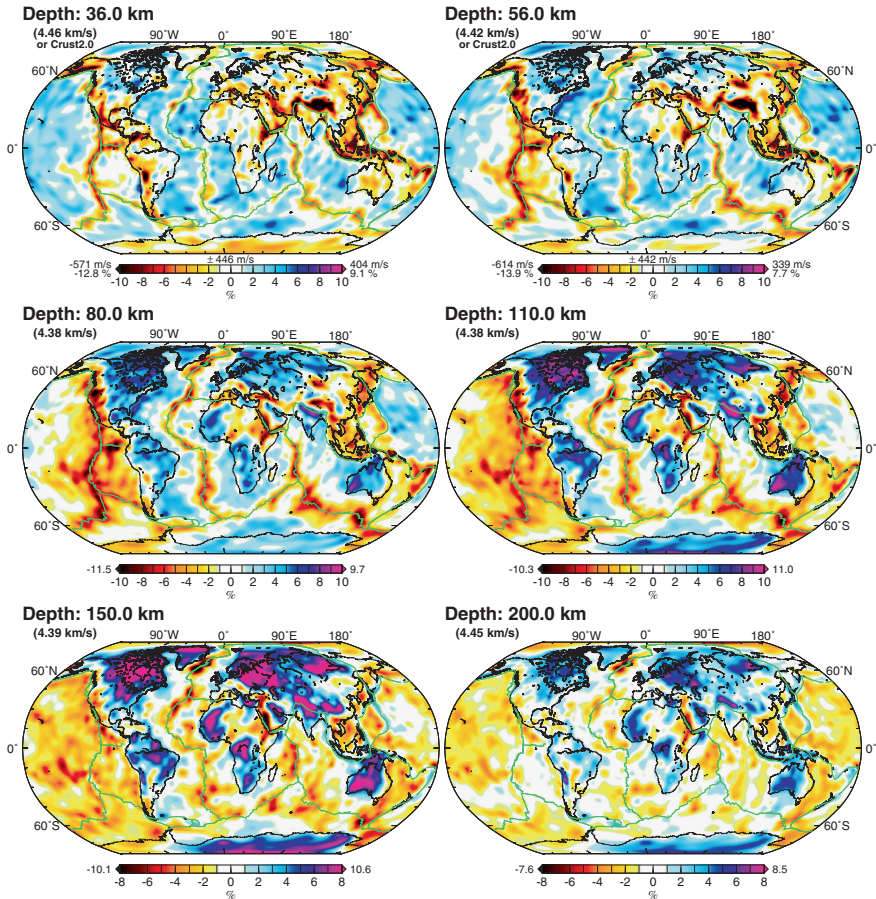 Depth: 36.0 km
(4.46 km/s)
or Crust2.0
90˚W 0˚ 90˚E 180˚
60˚N
0˚
60˚S
-571 m/s ± 446 m/s 404 m/s
-12.8 % 9.1 %
-10 -8 -6 -4 -2 0 2 4 6 8 10
%
Depth: 56.0 km
(4.42 km/s)
or Crust2.0
90˚W 0˚ 90˚E 180˚
60˚N
0˚
60˚S
-614 m/s ± 442 m/s 339 m/s
-13.9 % 7.7 %
-10 -8 -6 -4 -2 0 2 4 6 8 10
%
Depth: 80.0 km
(4.38 km/s)
90˚W 0˚ 90˚E 180˚
60˚N
0˚
60˚S
-11.5 9.7
-10 -8 -6 -4 -2 0 2 4 6 8 10
%
Depth: 110.0 km
(4.38 km/s)
90˚W 0˚ 90˚E 180˚
60˚N
0˚
60˚S
-10.3 11.0
-10 -8 -6 -4 -2 0 2 4 6 8 10
%
Depth: 150.0 km
(4.39 km/s)
90˚W 0˚ 90˚E 180˚
60˚N
0˚
60˚S
-10.1 10.6
-8 -6 -4 -2 0 2 4 6 8
%
Depth: 200.0 km
(4.45 km/s)
90˚W 0˚ 90˚E 180˚
60˚N
0˚
60˚S
-7.6 8.5
-8 -6 -4 -2 0 2 4 6 8
%